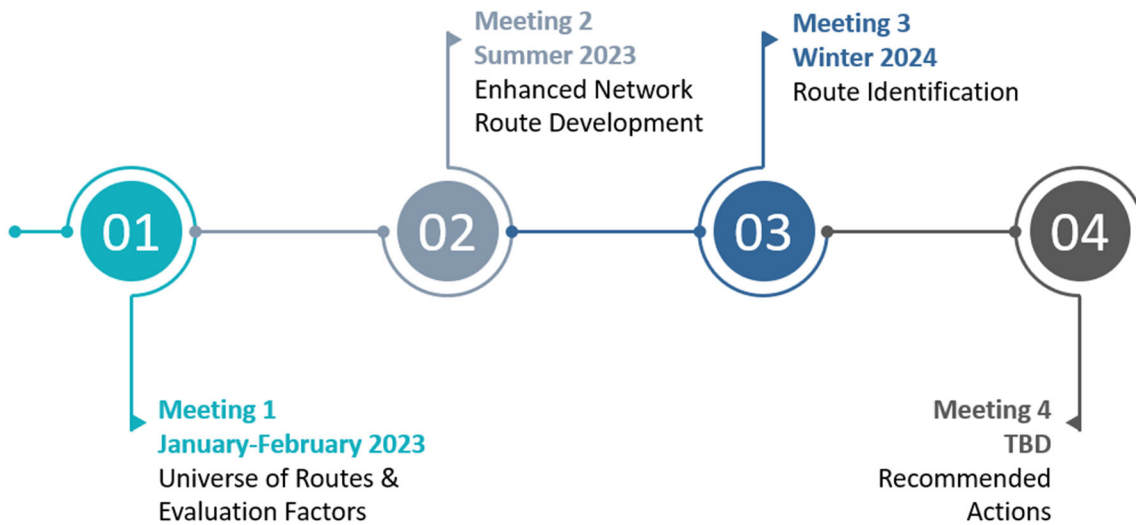 Meeting 2
Summer 2023
Enhanced Network
Route Development
Meeting 3
Winter 2024
Route Identification
01
02
03
04
Meeting 1
January-February 2023
Universe of Routes &
Evaluation Factors
Meeting 4
TBD
Recommended
Actions